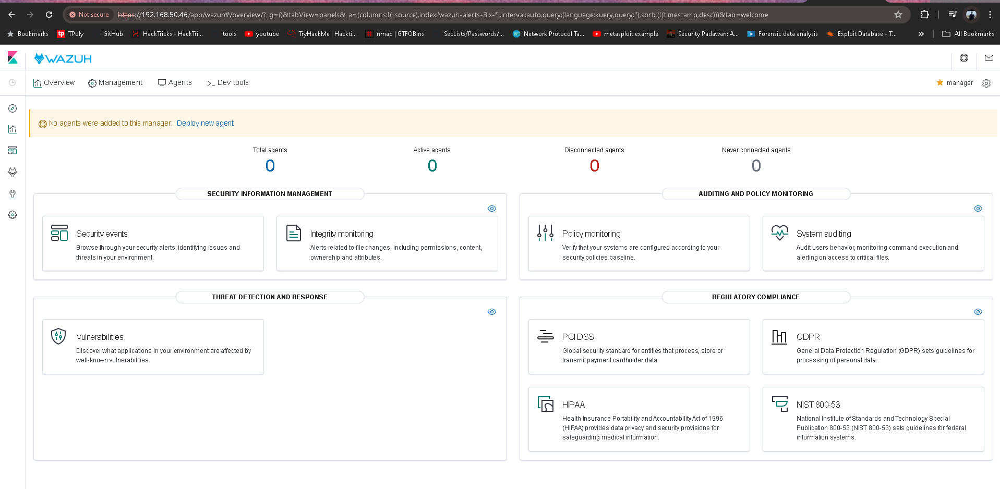 Not secure https://192.168.50.46/app/wazuh#/overview/?_g=()&tabView=panels&_a=(columns:!(_source),index:'wazuh-alerts-3.x-*',interval:auto,query:(language:kuery,query:''),sort:!(!(timestamp,desc)))&tab=welcome
Bookmarks TPoly GitHub HackTricks - HackTri... tools youtube TryHackMe | Hackti... nmap | GTFOBins SecLists/Passwords/... Network Protocol Ta... metasploit example Security Padawan: A... Forensic data analysis Exploit Database - T... » All Bookmarks
WAZUH
Overview Management Agents >_ Dev tools manager
No agents were added to this manager: Deploy new agent
Total agents Active agents Disconnected agents Never connected agents
0 0 0 0
SECURITY INFORMATION MANAGEMENT
Security events
Browse through your security alerts, identifying issues and
threats in your environment.
Integrity monitoring
Alerts related to file changes, including permissions, content,
ownership and attributes.
AUDITING AND POLICY MONITORING
Policy monitoring
Verify that your systems are configured according to your
security policies baseline.
System auditing
Audit users behavior, monitoring command execution and
alerting on access to critical files.
THREAT DETECTION AND RESPONSE
Vulnerabilities
Discover what applications in your environment are affected by
well-known vulnerabilities.
REGULATORY COMPLIANCE
PCI DSS
Global security standard for entities that process, store or
transmit payment cardholder data.
GDPR
General Data Protection Regulation (GDPR) sets guidelines for
processing of personal data.
HIPAA
Health Insurance Portability and Accountability Act of 1996
(HIPAA) provides data privacy and security provisions for
safeguarding medical information.
NIST 800-53
National Institute of Standards and Technology Special
Publication 800-53 (NIST 800-53) sets guidelines for federal
information systems.